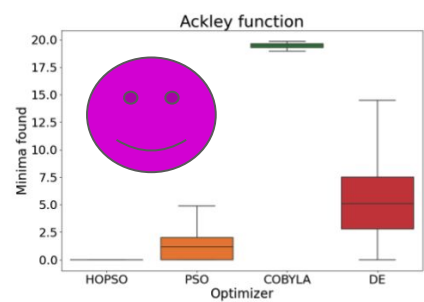 Ackley function
Minima found
20.0
17.5
15.0
12.5
10.0
7.5
5.0
2.5
0.0
HOPSO PSO COBYLA DE
Optimizer